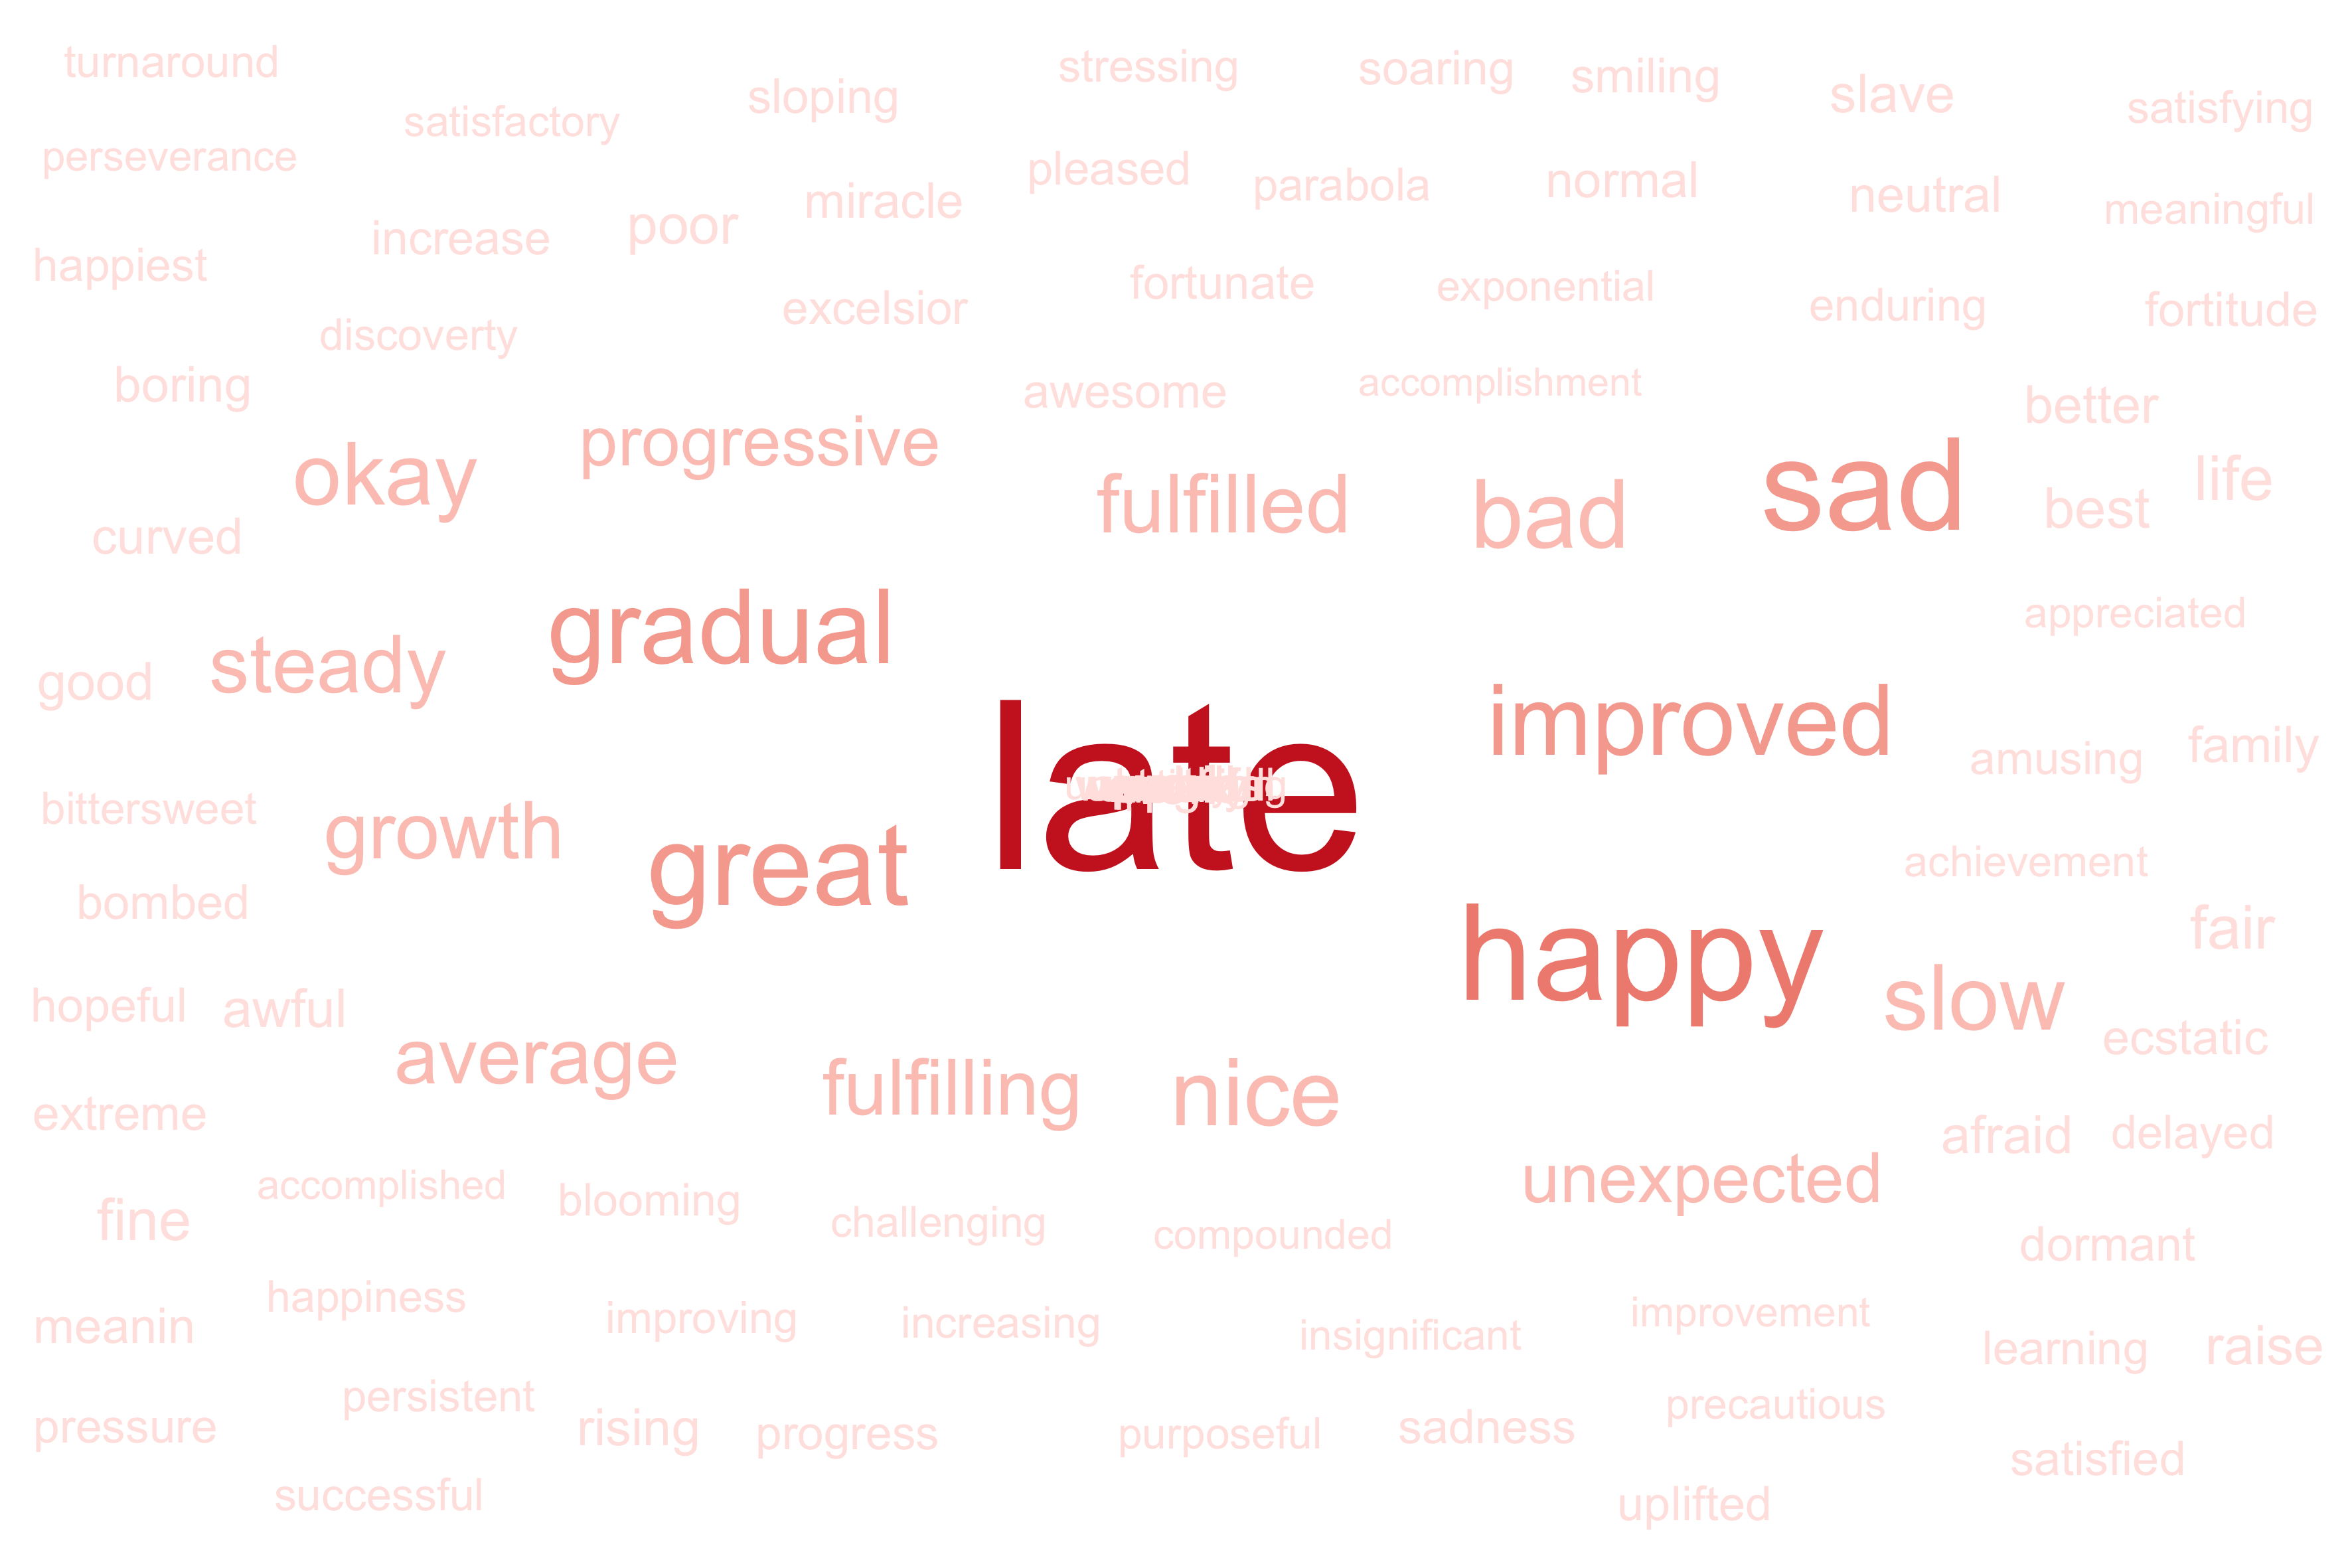 turnaround
stressing
soaring
smiling
slave
satisfying
sloping
satisfactory
perseverance
pleased
parabola
normal
neutral
meaningful
miracle
poor
increase
happiest
fortunate
exponential
enduring
fortitude
excelsior
discoverty
boring
awesome
accomplishment
better
okay
progressive
fulfilled
bad
sad
best
life
curved
gradual
steady
good
appreciated
late
improved
amusing
family
bittersweet
growth
great
achievement
bombed
happy
fair
hopeful
awful
slow
ecstatic
average
fulfilling
nice
extreme
afraid
delayed
accomplished
blooming
unexpected
fine
challenging
compounded
dormant
happiness
meanin
improving
increasing
insignificant
improvement
learning
raise
persistent
pressure
rising
progress
purposeful
sadness
precautious
satisfied
successful
uplifted